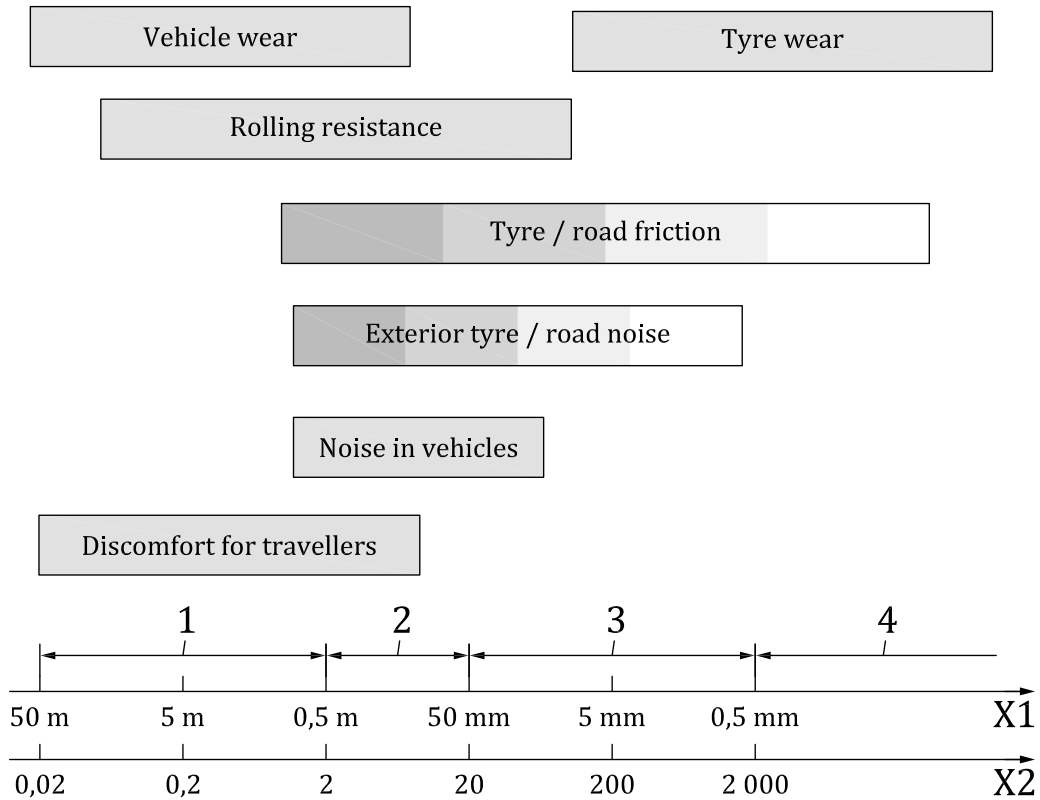 Vehicle wear
Tyre wear
Rolling resistance
Tyre / road friction
Exterior tyre / road noise
Noise in vehicles
Discomfort for travellers
1 2 3 4
50 m 5 m 0,5 m 50 mm 5 mm 0,5 mm X1
0,02 0,2 2 20 200 2 000 X2